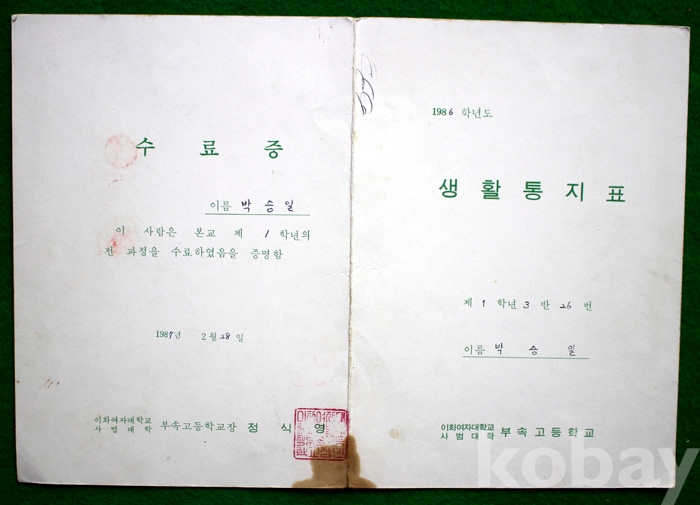 수료증
이름 박승일
이 사람은 본교 제 1 학년의
전 과정을 수료하였음을 증명함
1987년 2월 28일
이화여자대학교
사범대학 부속고등학교장 정식영
1986 학년도
생활통지표
제 1 학년 3 반 26 번
이름 박승일
이화여자대학교
사범대학 부속고등학교
kobay